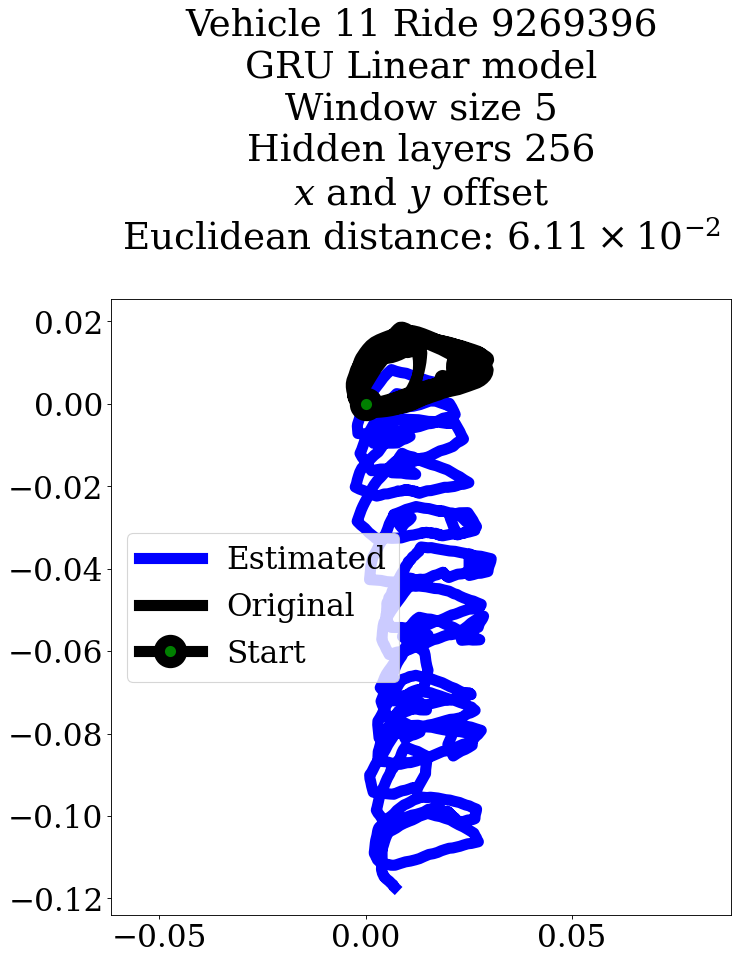 Vehicle 11 Ride 9269396
GRU Linear model
Window size 5
Hidden layers 256
x and y offset
Euclidean distance: 6.11 × 10⁻²
0.02
0.00
−0.02
−0.04
−0.06
−0.08
−0.10
−0.12
Estimated
Original
Start
−0.05 0.00 0.05